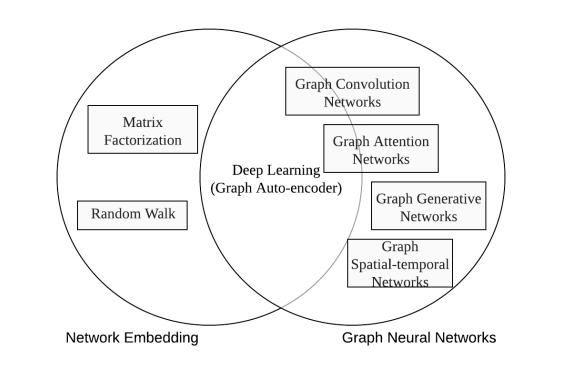 Graph Convolution
Networks
Matrix
Factorization
Graph Attention
Networks
Deep Learning
(Graph Auto-encoder)
Random Walk
Graph Generative
Networks
Graph
Spatial-temporal
Networks
Network Embedding
Graph Neural Networks